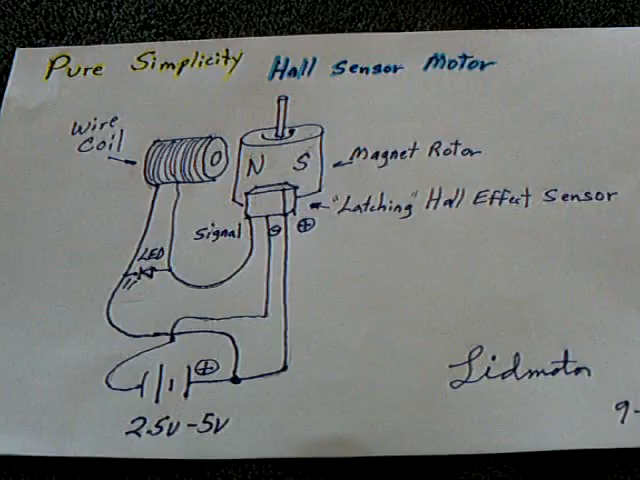 Pure Simplicity Hall Sensor Motor
Wire
Coil
N S
Magnet Rotor
"Latching" Hall Effect Sensor
Signal
⊖ ⊕
LED
⊕
2.5v-5v
Lidmotor
9-